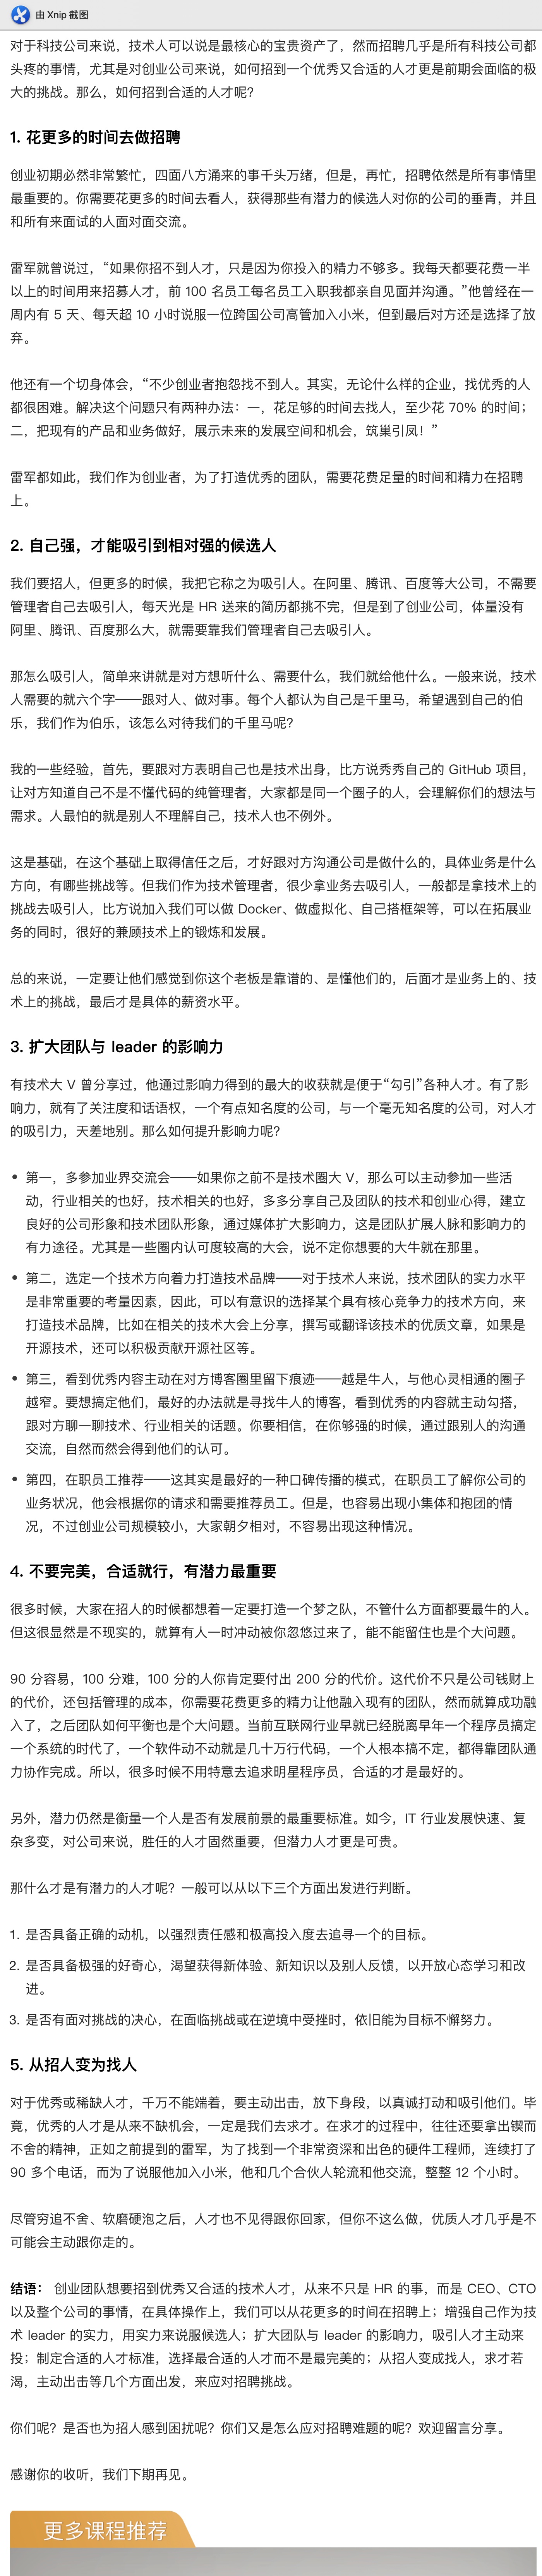 由 Xnip 截图
对于科技公司来说，技术人可以说是最核心的宝贵资产了，然而招聘几乎是所有科技公司都
头疼的事情，尤其是对创业公司来说，如何招到一个优秀又合适的人才更是前期会面临的极
大的挑战。那么，如何招到合适的人才呢？
1. 花更多的时间去做招聘
创业初期必然非常繁忙，四面八方涌来的事千头万绪，但是，再忙，招聘依然是所有事情里
最重要的。你需要花更多的时间去看人，获得那些有潜力的候选人对你的公司的垂青，并且
和所有来面试的人面对面交流。
雷军就曾说过，“如果你招不到人才，只是因为你投入的精力不够多。我每天都要花费一半
以上的时间用来招募人才，前 100 名员工每名员工入职我都亲自见面并沟通。”他曾经在一
周内有 5 天、每天超 10 小时说服一位跨国公司高管加入小米，但到最后对方还是选择了放
弃。
他还有一个切身体会，“不少创业者抱怨找不到人。其实，无论什么样的企业，找优秀的人
都很困难。解决这个问题只有两种办法：一，花足够的时间去找人，至少花 70% 的时间；
二，把现有的产品和业务做好，展示未来的发展空间和机会，筑巢引凤！”
雷军都如此，我们作为创业者，为了打造优秀的团队，需要花费足量的时间和精力在招聘
上。
2. 自己强，才能吸引到相对强的候选人
我们要招人，但更多的时候，我把它称之为吸引人。在阿里、腾讯、百度等大公司，不需要
管理者自己去吸引人，每天光是 HR 送来的简历都挑不完，但是到了创业公司，体量没有
阿里、腾讯、百度那么大，就需要靠我们管理者自己去吸引人。
那怎么吸引人，简单来讲就是对方想听什么、需要什么，我们就给他什么。一般来说，技术
人需要的就六个字——跟对人、做对事。每个人都认为自己是千里马，希望遇到自己的伯
乐，我们作为伯乐，该怎么对待我们的千里马呢？
我的一些经验，首先，要跟对方表明自己也是技术出身，比方说秀秀自己的 GitHub 项目，
让对方知道自己不是不懂代码的纯管理者，大家都是同一个圈子的人，会理解你们的想法与
需求。人最怕的就是别人不理解自己，技术人也不例外。
这是基础，在这个基础上取得信任之后，才好跟对方沟通公司是做什么的，具体业务是什么
方向，有哪些挑战等。但我们作为技术管理者，很少拿业务去吸引人，一般都是拿技术上的
挑战去吸引人，比方说加入我们可以做 Docker、做虚拟化、自己搭框架等，可以在拓展业
务的同时，很好的兼顾技术上的锻炼和发展。
总的来说，一定要让他们感觉到你这个老板是靠谱的、是懂他们的，后面才是业务上的、技
术上的挑战，最后才是具体的薪资水平。
3. 扩大团队与 leader 的影响力
有技术大 V 曾分享过，他通过影响力得到的最大的收获就是便于“勾引”各种人才。有了影
响力，就有了关注度和话语权，一个有点知名度的公司，与一个毫无知名度的公司，对人才
的吸引力，天差地别。那么如何提升影响力呢？
• 第一，多参加业界交流会——如果你之前不是技术圈大 V，那么可以主动参加一些活
动，行业相关的也好，技术相关的也好，多多分享自己及团队的技术和创业心得，建立
良好的公司形象和技术团队形象，通过媒体扩大影响力，这是团队扩展人脉和影响力的
有力途径。尤其是一些圈内认可度较高的大会，说不定你想要的大牛就在那里。
• 第二，选定一个技术方向着力打造技术品牌——对于技术人来说，技术团队的实力水平
是非常重要的考量因素，因此，可以有意识的选择某个具有核心竞争力的技术方向，来
打造技术品牌，比如在相关的技术大会上分享，撰写或翻译该技术的优质文章，如果是
开源技术，还可以积极贡献开源社区等。
• 第三，看到优秀内容主动在对方博客圈里留下痕迹——越是牛人，与他心灵相通的圈子
越窄。要想搞定他们，最好的办法就是寻找牛人的博客，看到优秀的内容就主动勾搭，
跟对方聊一聊技术、行业相关的话题。你要相信，在你够强的时候，通过跟别人的沟通
交流，自然而然会得到他们的认可。
• 第四，在职员工推荐——这其实是最好的一种口碑传播的模式，在职员工了解你公司的
业务状况，他会根据你的请求和需要推荐员工。但是，也容易出现小集体和抱团的情
况，不过创业公司规模较小，大家朝夕相对，不容易出现这种情况。
4. 不要完美，合适就行，有潜力最重要
很多时候，大家在招人的时候都想着一定要打造一个梦之队，不管什么方面都要最牛的人。
但这很显然是不现实的，就算有人一时冲动被你忽悠过来了，能不能留住也是个大问题。
90 分容易，100 分难，100 分的人你肯定要付出 200 分的代价。这代价不只是公司钱财上
的代价，还包括管理的成本，你需要花费更多的精力让他融入现有的团队，然而就算成功融
入了，之后团队如何平衡也是个大问题。当前互联网行业早就已经脱离早年一个程序员搞定
一个系统的时代了，一个软件动不动就是几十万行代码，一个人根本搞不定，都得靠团队通
力协作完成。所以，很多时候不用特意去追求明星程序员，合适的才是最好的。
另外，潜力仍然是衡量一个人是否有发展前景的最重要标准。如今，IT 行业发展快速、复
杂多变，对公司来说，胜任的人才固然重要，但潜力人才更是可贵。
那什么才是有潜力的人才呢？一般可以从以下三个方面出发进行判断。
1. 是否具备正确的动机，以强烈责任感和极高投入度去追寻一个的目标。
2. 是否具备极强的好奇心，渴望获得新体验、新知识以及别人反馈，以开放心态学习和改
进。
3. 是否有面对挑战的决心，在面临挑战或在逆境中受挫时，依旧能为目标不懈努力。
5. 从招人变为找人
对于优秀或稀缺人才，千万不能端着，要主动出击，放下身段，以真诚打动和吸引他们。毕
竟，优秀的人才是从来不缺机会，一定是我们去求才。在求才的过程中，往往还要拿出锲而
不舍的精神，正如之前提到的雷军，为了找到一个非常资深和出色的硬件工程师，连续打了
90 多个电话，而为了说服他加入小米，他和几个合伙人轮流和他交流，整整 12 个小时。
尽管穷追不舍、软磨硬泡之后，人才也不见得跟你回家，但你不这么做，优质人才几乎是不
可能会主动跟你走的。
结语： 创业团队想要招到优秀又合适的技术人才，从来不只是 HR 的事，而是 CEO、CTO
以及整个公司的事情，在具体操作上，我们可以从花更多的时间在招聘上；增强自己作为技
术 leader 的实力，用实力来说服候选人；扩大团队与 leader 的影响力，吸引人才主动来
投；制定合适的人才标准，选择最合适的人才而不是最完美的；从招人变成找人，求才若
渴，主动出击等几个方面出发，来应对招聘挑战。
你们呢？是否也为招人感到困扰呢？你们又是怎么应对招聘难题的呢？欢迎留言分享。
感谢你的收听，我们下期再见。
更多课程推荐